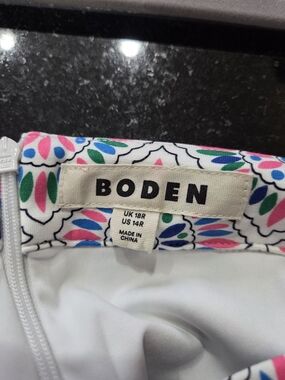 BODEN
UK 18R
US 14R
MADE IN
CHINA